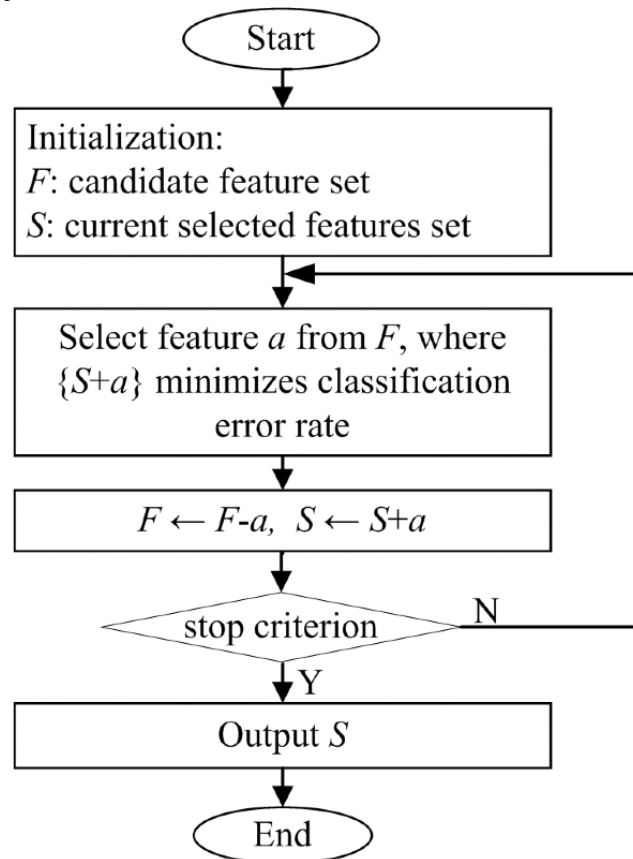 Start
Initialization:
F: candidate feature set
S: current selected features set
Select feature a from F, where
{S+a} minimizes classification
error rate
F ← F-a, S ← S+a
stop criterion
N
Y
Output S
End